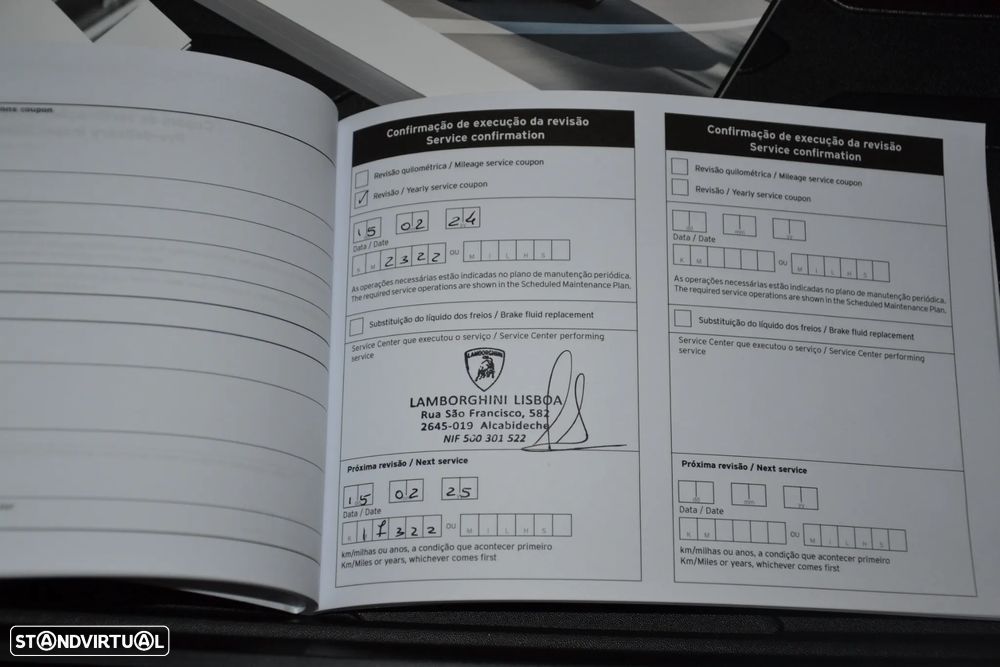 Confirmação de execução da revisão
Service confirmation
Revisão quilométrica / Mileage service coupon
✓ Revisão / Yearly service coupon
15 02 24
Data / Date
K M 2322 OU M I L H S
As operações necessárias estão indicadas no plano de manutenção periódica.
The required service operations are shown in the Scheduled Maintenance Plan.
Substituição do líquido dos freios / Brake fluid replacement
Service Center que executou o serviço / Service Center performing
service
LAMBORGHINI
LAMBORGHINI LISBOA
Rua São Francisco, 582
2645-019 Alcabideche
NIF 500 301 522
Próxima revisão / Next service
15 02 25
Data / Date
K 17322 OU M I L H S
km/milhas ou anos, a condição que acontecer primeiro
Km/Miles or years, whichever comes first
Confirmação de execução da revisão
Service confirmation
Revisão quilométrica / Mileage service coupon
Revisão / Yearly service coupon
dd mm yy
Data / Date
K M OU M I L H S
As operações necessárias estão indicadas no plano de manutenção periódica.
The required service operations are shown in the Scheduled Maintenance Plan.
Substituição do líquido dos freios / Brake fluid replacement
Service Center que executou o serviço / Service Center performing
service
Próxima revisão / Next service
dd mm yy
Data / Date
K M OU M I L H S
km/milhas ou anos, a condição que acontecer primeiro
Km/Miles or years, whichever comes first
coupon
STANDVIRTUAL